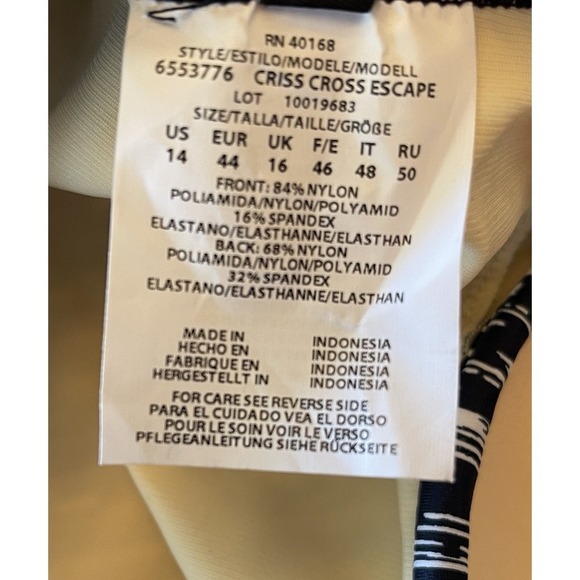 RN 40168
STYLE/ESTILO/MODELE/MODELL
6553776 CRISS CROSS ESCAPE
LOT 10019683
SIZE/TALLA/TAILLE/GRÖßE
US EUR UK F/E IT RU
14 44 16 46 48 50
FRONT: 84% NYLON
POLIAMIDA/NYLON/POLYAMID
16% SPANDEX
ELASTANO/ELASTHANNE/ELASTHAN
BACK: 68% NYLON
POLIAMIDA/NYLON/POLYAMID
32% SPANDEX
ELASTANO/ELASTHANNE/ELASTHAN
MADE IN INDONESIA
HECHO EN INDONESIA
FABRIQUE EN INDONESIA
HERGESTELLT IN INDONESIA
FOR CARE SEE REVERSE SIDE
PARA EL CUIDADO VEA EL DORSO
POUR LE SOIN VOIR LE VERSO
PFLEGEANLEITUNG SIEHE RÜCKSEITE